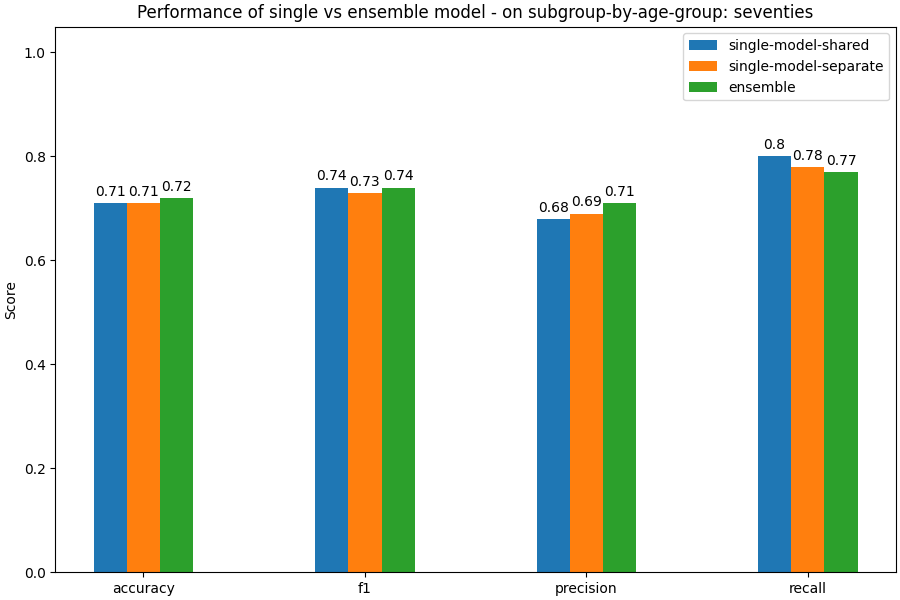 Performance of single vs ensemble model - on subgroup-by-age-group: seventies
single-model-shared
single-model-separate
ensemble
Score
1.0
0.8
0.6
0.4
0.2
0.0
0.71 0.71 0.72
0.74 0.73 0.74
0.68 0.69 0.71
0.8 0.78 0.77
accuracy f1 precision recall